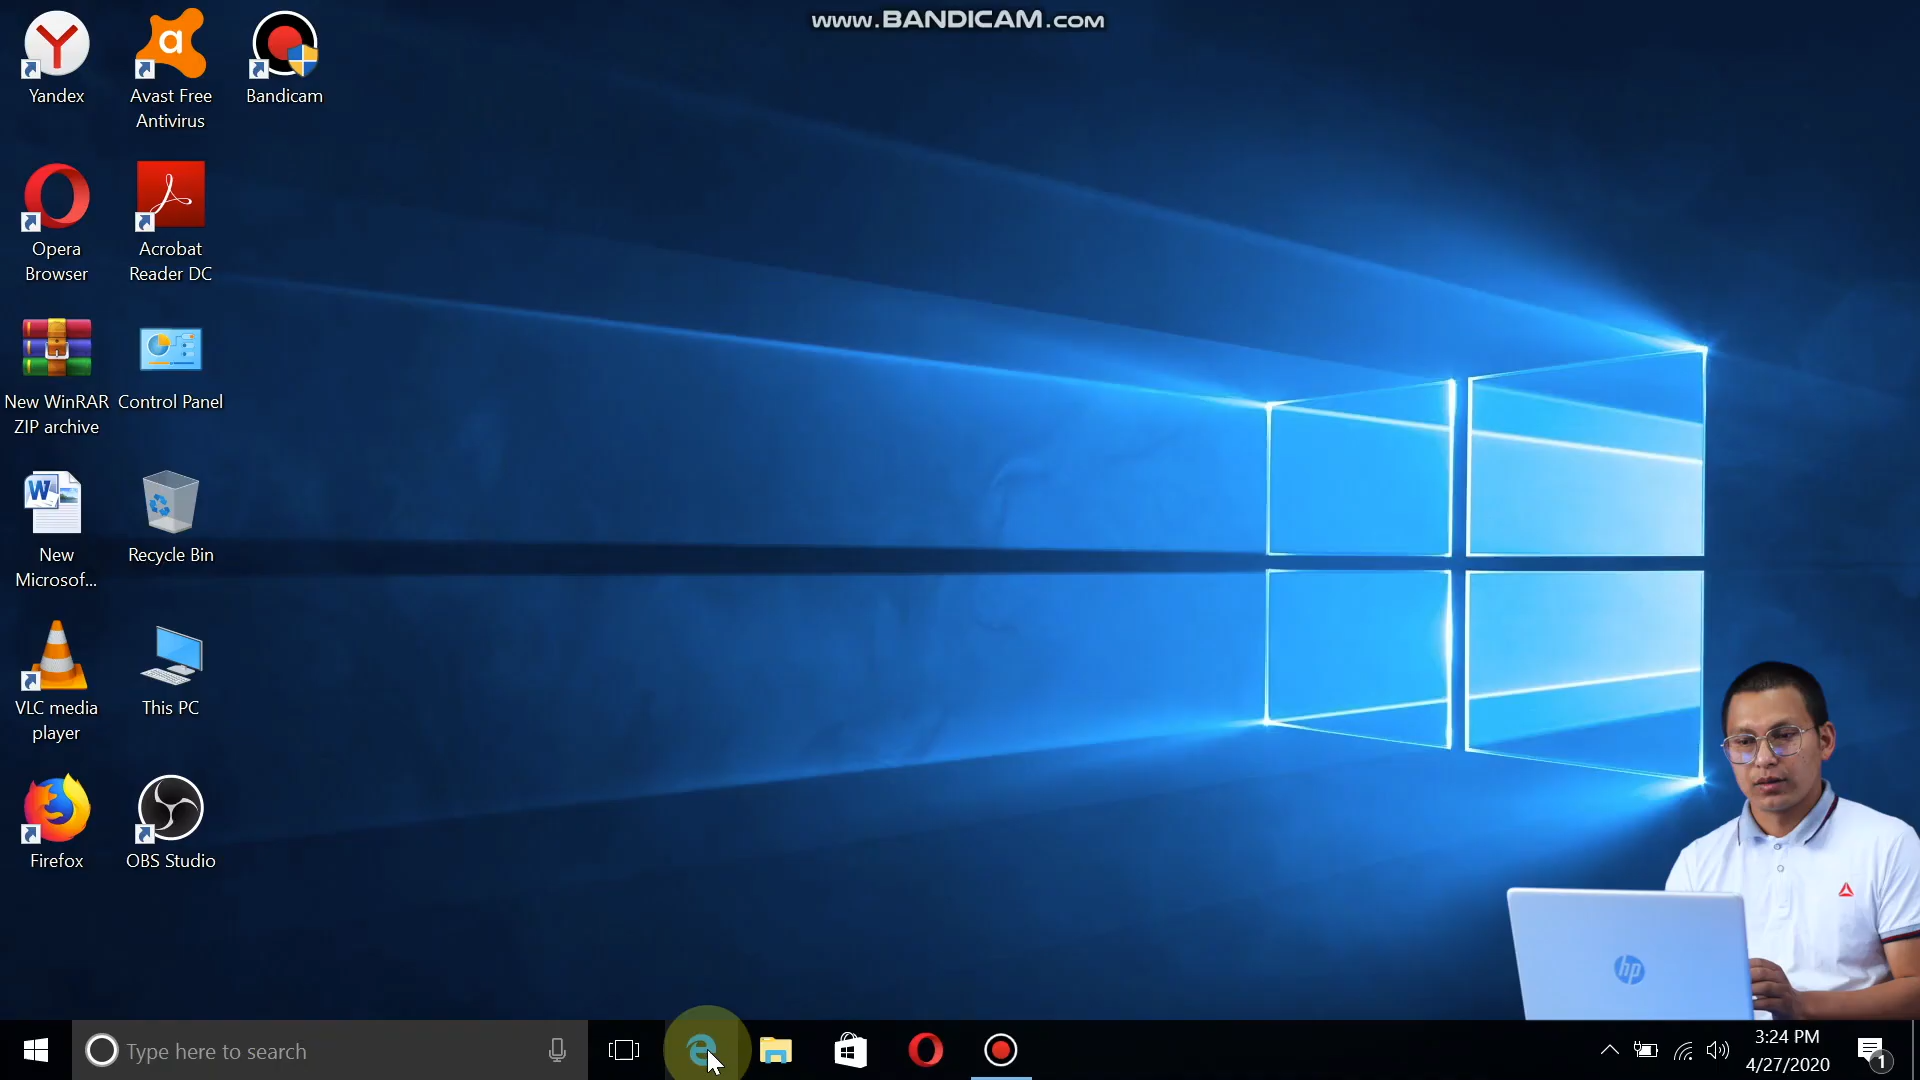 www.BANDICAM.com
Yandex
Avast Free
Antivirus
Bandicam
Opera
Browser
Acrobat
Reader DC
New WinRAR
ZIP archive
Control Panel
New
Microsof...
Recycle Bin
VLC media
player
This PC
Firefox
OBS Studio
hp
Type here to search
3:24 PM
4/27/2020
1